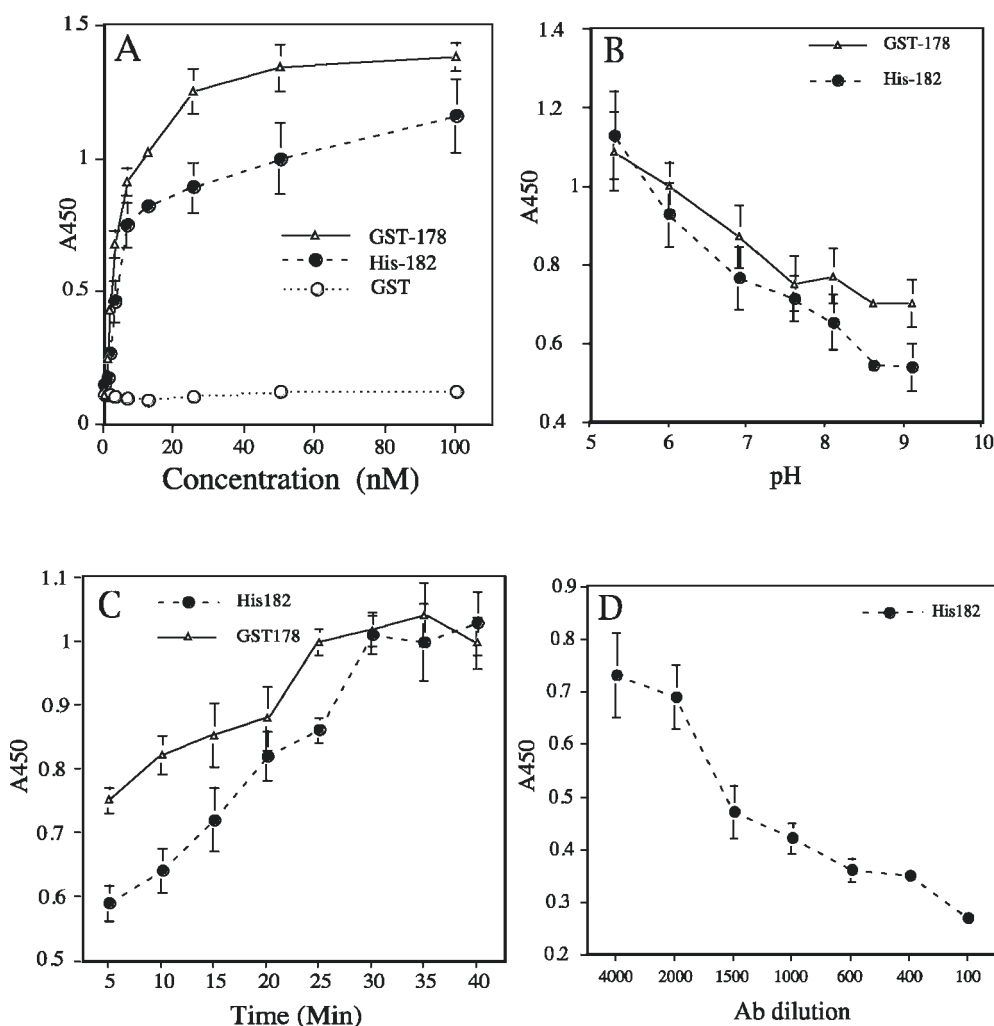 A
1.5
1
0.5
0
A450
GST-178
His-182
GST
0 20 40 60 80 100
Concentration (nM)
B
1.4
1.2
1
0.8
0.6
0.4
A450
GST-178
His-182
5 6 7 8 9 10
pH
C
1.1
1
0.9
0.8
0.7
0.6
0.5
A450
His182
GST178
5 10 15 20 25 30 35 40
Time (Min)
D
0.9
0.8
0.7
0.6
0.5
0.4
0.3
0.2
A450
His182
4000 2000 1500 1000 600 400 100
Ab dilution